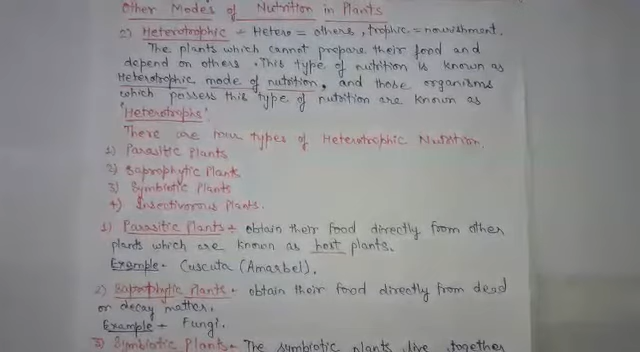 Other Modes of Nutrition in Plants
2) Heterotrophic ÷ Hetero = others, trophic = nourishment.
The plants which cannot prepare their food and
depend on others. This type of nutrition is known as
Heterotrophic mode of nutrition, and those organisms
which possess this type of nutrition are known as
'Heterotrophs'.
There are types of Heterotrophic Nutrition.
1) Parasitic Plants
2) Saprophytic Plants
3) Symbiotic Plants
4) Insectivorous Plants.
1) Parasitic Plants ÷ obtain their food directly from other
plants which are known as host plants.
Example - Cuscuta (Amarbel).
2) Saprophytic Plants - obtain their food directly from dead
or decay matter.
Example - Fungi.
3) Symbiotic Plants - The symbiotic plants live together